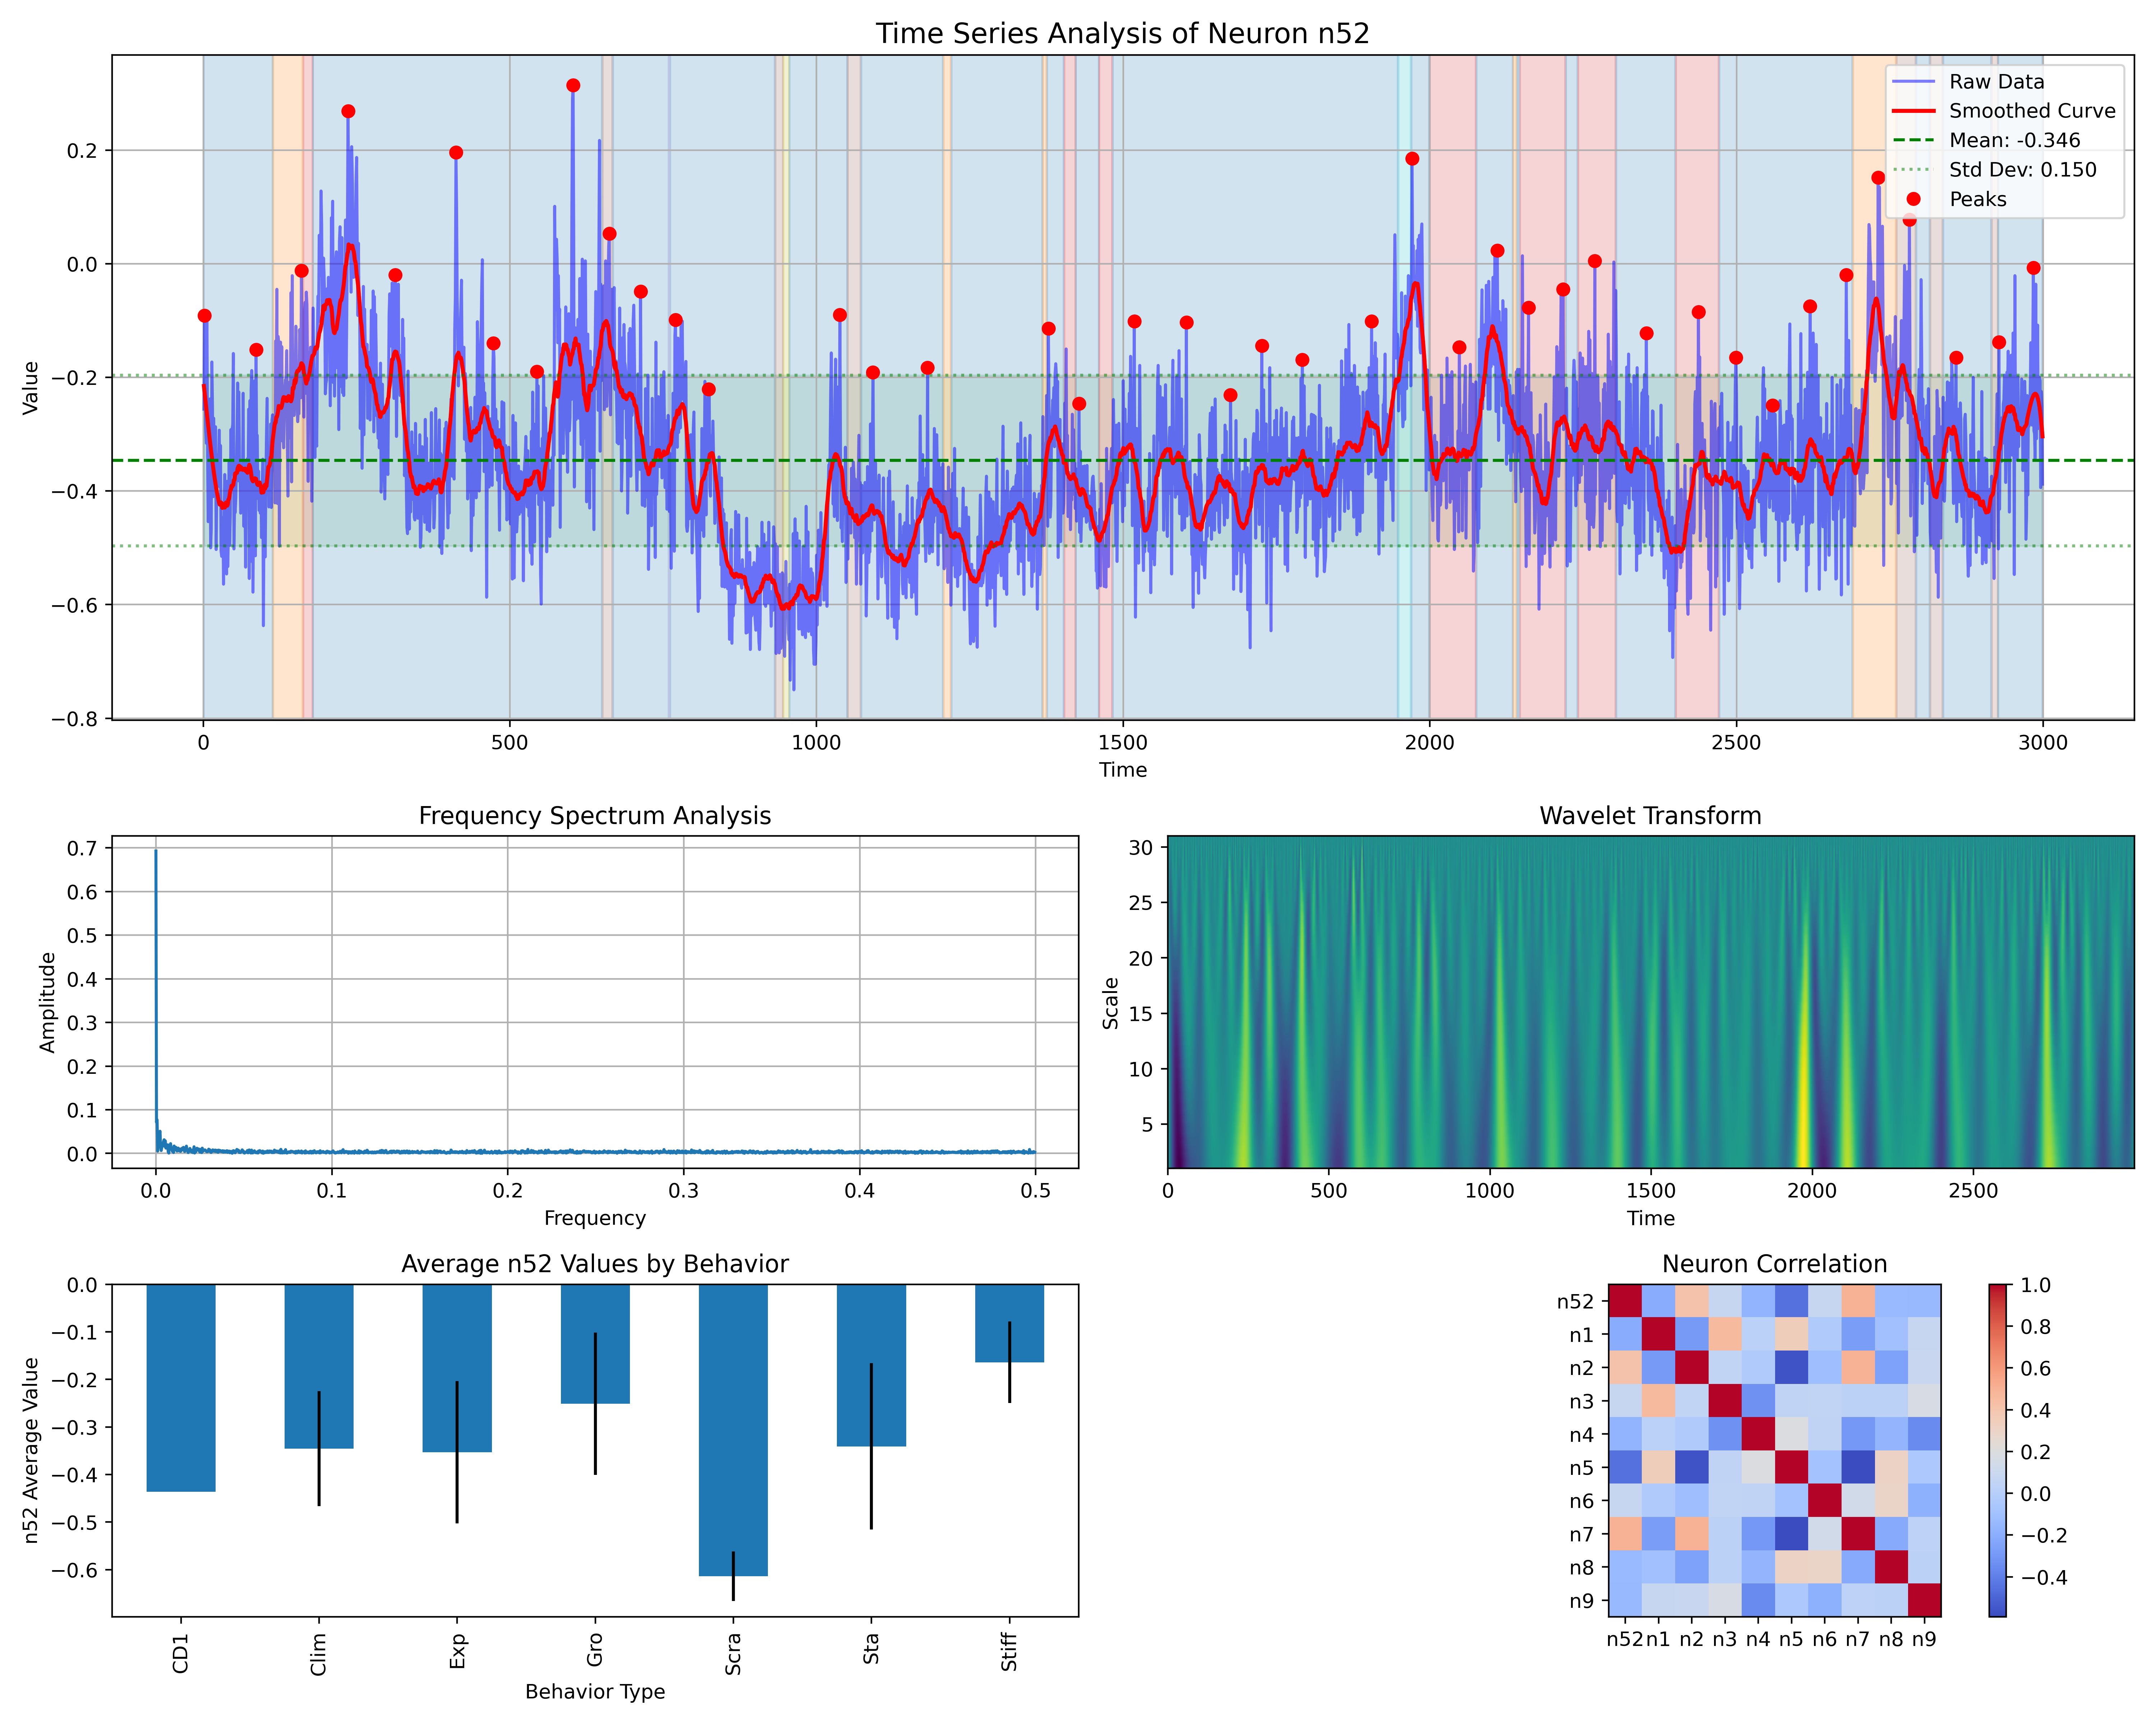 Time Series Analysis of Neuron n52
Value
0.2
0.0
−0.2
−0.4
−0.6
−0.8
Raw Data
Smoothed Curve
Mean: -0.346
Std Dev: 0.150
Peaks
0 500 1000 1500 2000 2500 3000
Time
Frequency Spectrum Analysis
Amplitude
0.7
0.6
0.5
0.4
0.3
0.2
0.1
0.0
0.0 0.1 0.2 0.3 0.4 0.5
Frequency
Wavelet Transform
Scale
30
25
20
15
10
5
0 500 1000 1500 2000 2500
Time
Average n52 Values by Behavior
n52 Average Value
0.0
−0.1
−0.2
−0.3
−0.4
−0.5
−0.6
CD1 Clim Exp Gro Scra Sta Stiff
Behavior Type
Neuron Correlation
n52
n1
n2
n3
n4
n5
n6
n7
n8
n9
n52 n1 n2 n3 n4 n5 n6 n7 n8 n9
1.0
0.8
0.6
0.4
0.2
0.0
−0.2
−0.4